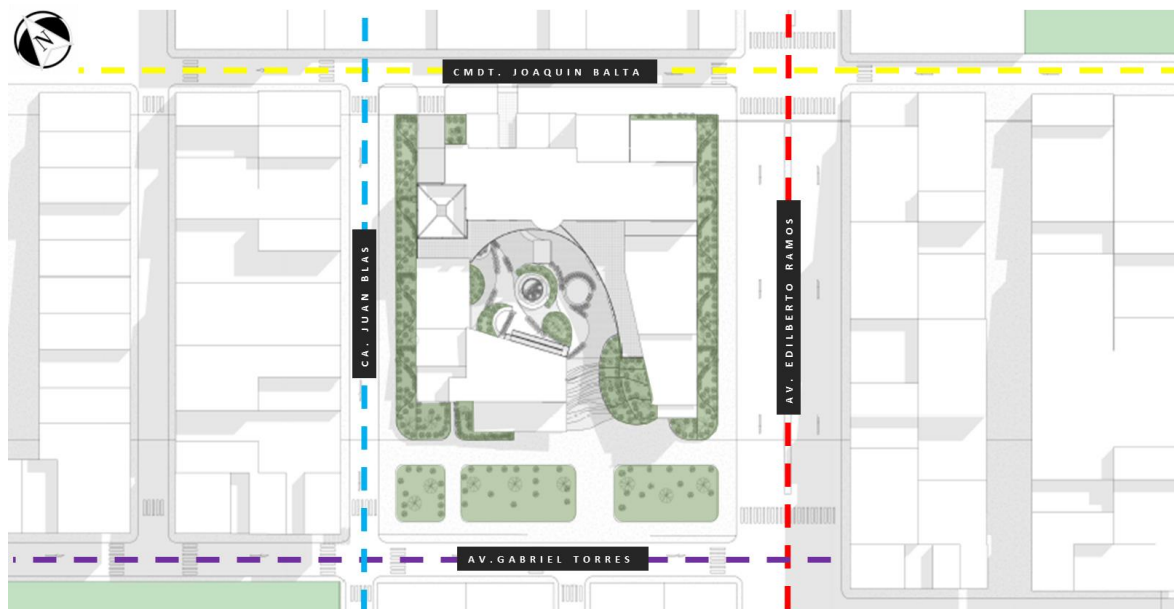 N
CMDT. JOAQUIN BALTA
CA. JUAN BLAS
AV. EDILBERTO RAMOS
AV.GABRIEL TORRES